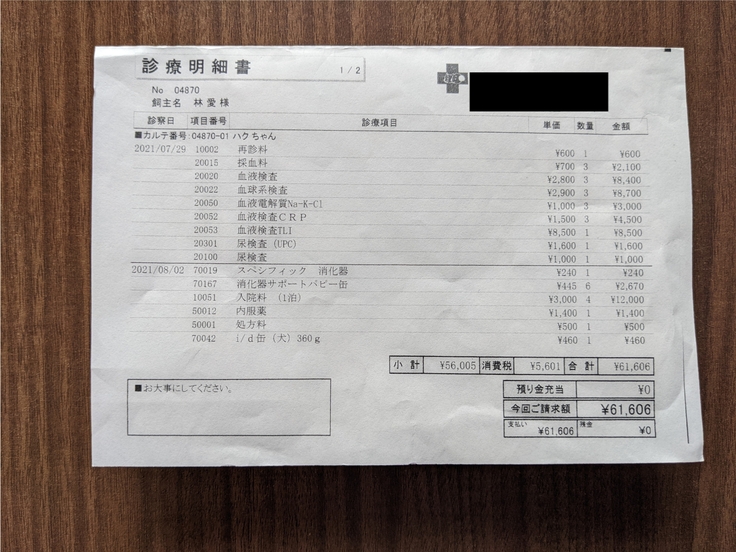 診療明細書 1/2
No 04870
飼主名 林 愛 様
診察日 項目番号 診療項目 単価 数量 金額
■カルテ番号:04870-01 ハクちゃん
2021/07/29 10002 再診料 ¥600 1 ¥600
20015 採血料 ¥700 3 ¥2,100
20020 血液検査 ¥2,800 3 ¥8,400
20022 血球系検査 ¥2,900 3 ¥8,700
20050 血液電解質Na-K-Cl ¥1,000 3 ¥3,000
20052 血液検査CRP ¥1,500 3 ¥4,500
20053 血液検査TLI ¥8,500 1 ¥8,500
20301 尿検査 (UPC) ¥1,600 1 ¥1,600
20100 尿検査 ¥1,000 1 ¥1,000
2021/08/02 70019 スペシフィック 消化器 ¥240 1 ¥240
70167 消化器サポートパピー缶 ¥445 6 ¥2,670
10051 入院料 (1泊) ¥3,000 4 ¥12,000
50012 内服薬 ¥1,400 1 ¥1,400
50001 処方料 ¥500 1 ¥500
70042 i/d缶(犬)360g ¥460 1 ¥460
小計 ¥56,005 消費税 ¥5,601 合計 ¥61,606
■お大事にしてください。
預り金充当 ¥0
今回ご請求額 ¥61,606
支払い ¥61,606 残金 ¥0